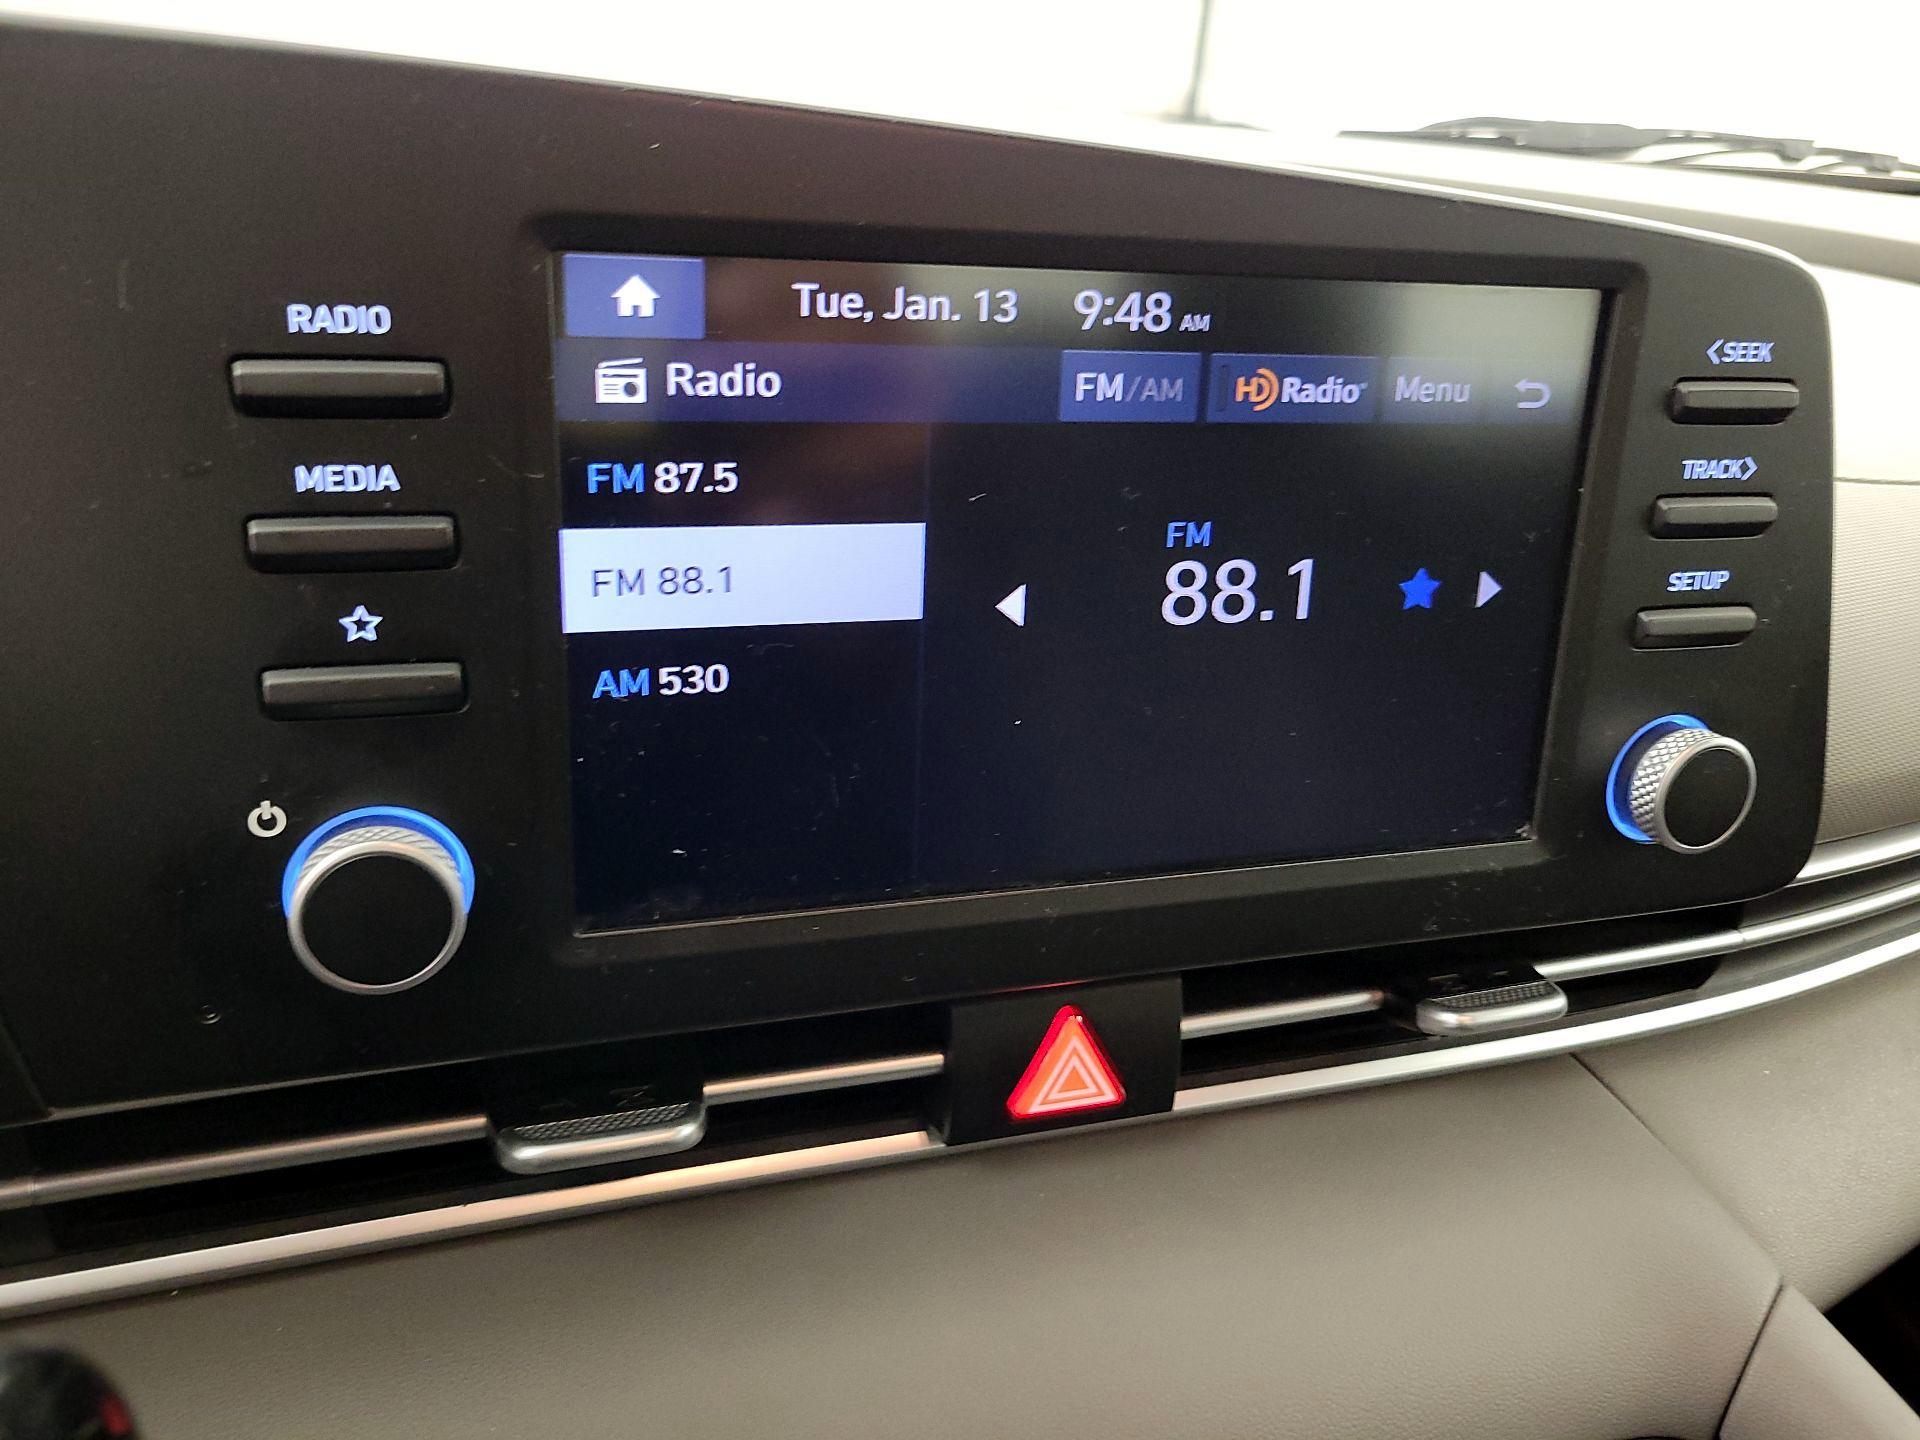 RADIO
MEDIA
Tue, Jan. 13 9:48 AM
Radio FM/AM HD Radio Menu
FM 87.5
FM 88.1
AM 530
FM
88.1
<SEEK
TRACK>
SETUP